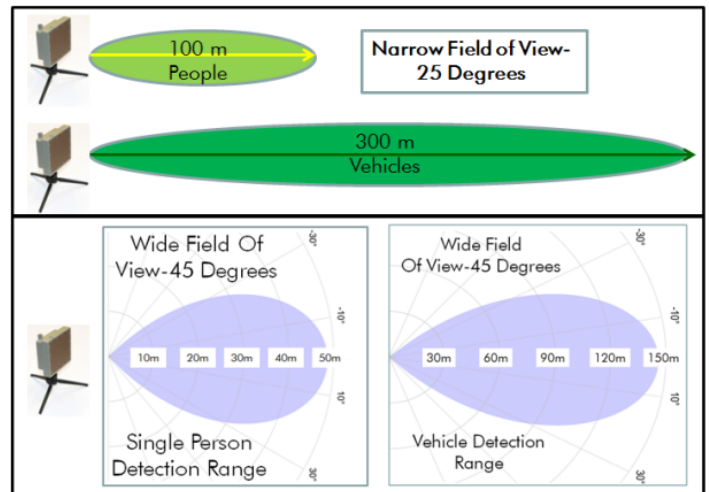 100 m
People
Narrow Field of View-
25 Degrees
300 m
Vehicles
Wide Field Of
View-45 Degrees
-30°
-10°
10m 20m 30m 40m 50m
10°
30°
Single Person
Detection Range
Wide Field
Of View-45 Degrees
-30°
-10°
30m 60m 90m 120m 150m
10°
30°
Vehicle Detection
Range